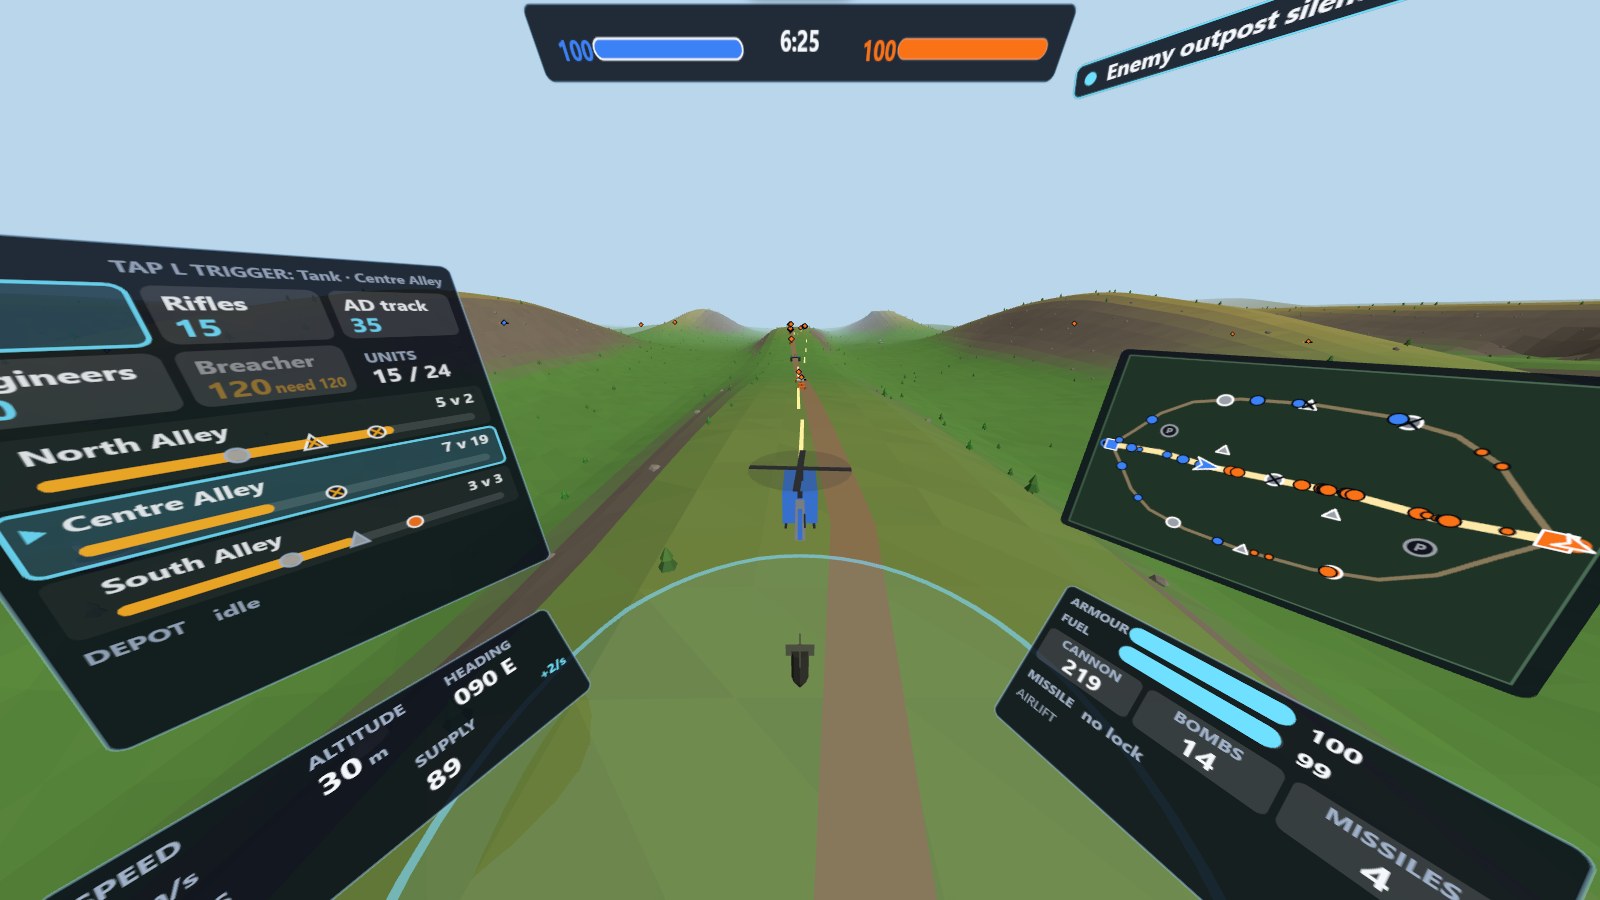 100
6:25
100
Enemy outpost
TAP L TRIGGER: Tank · Centre Alley
Rifles
15
AD track
35
Breacher
120 need 120
UNITS
15 / 24
North Alley
5 v 2
Centre Alley
7 v 19
South Alley
3 v 3
DEPOT idle
HEADING
090 E
+2/s
ALTITUDE
30 m
SUPPLY
89
SPEED
P
P
ARMOUR
100
FUEL
99
CANNON
219
BOMBS
14
MISSILES
4
MISSILE no lock
AIRLIFT